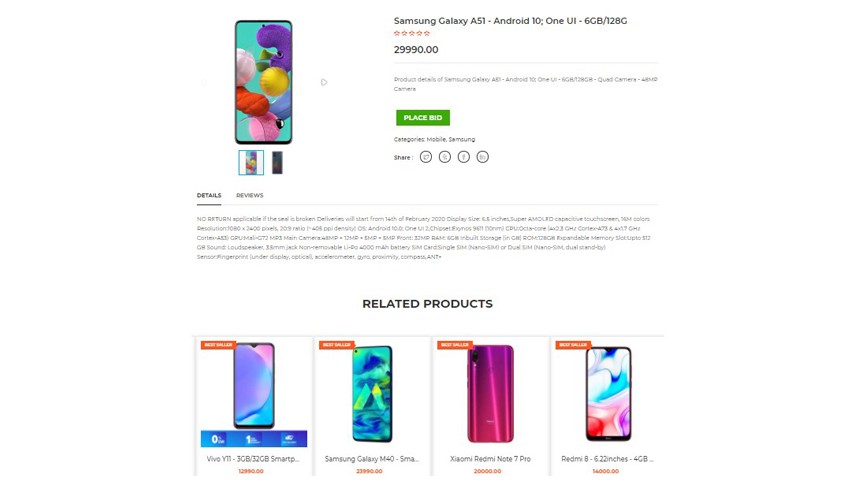 Samsung Galaxy A51 - Android 10; One UI - 6GB/128G
29990.00
Product details of Samsung Galaxy A51 - Android 10; One UI - 6GB/128GB - Quad Camera - 48MP
Camera
PLACE BID
Categories: Mobile, Samsung
Share :
DETAILS REVIEWS
NO RETURN applicable if the seal is broken Deliveries will start from 14th of February 2020 Display Size: 6.5 inches,Super AMOLED capacitive touchscreen, 16M colors
Resolution:1080 x 2400 pixels, 20:9 ratio (~405 ppi density) OS: Android 10.0; One UI 2,Chipset:Exynos 9611 (10nm) CPU:Octa-core (4x2.3 GHz Cortex-A73 & 4x1.7 GHz
Cortex-A53) GPU:Mali-G72 MP3 Main Camera:48MP + 12MP + 5MP + 5MP Front: 32MP RAM: 6GB Inbuilt Storage (in GB) ROM:128GB Expandable Memory Slot:Upto 512
GB Sound: Loudspeaker, 3.5mm jack Non-removable Li-Po 4000 mAh battery SIM Card:Single SIM (Nano-SIM) or Dual SIM (Nano-SIM, dual stand-by)
Sensor:Fingerprint (under display, optical), accelerometer, gyro, proximity, compass,ANT+
RELATED PRODUCTS
BEST SALLER BEST SALLER BEST SALLER BEST SALLER
Vivo Y11 - 3GB/32GB Smartp... Samsung Galaxy M40 - Sma... Xiaomi Redmi Note 7 Pro Redmi 8 - 6.22inches - 4GB ...
12990.00 23990.00 20000.00 14000.00